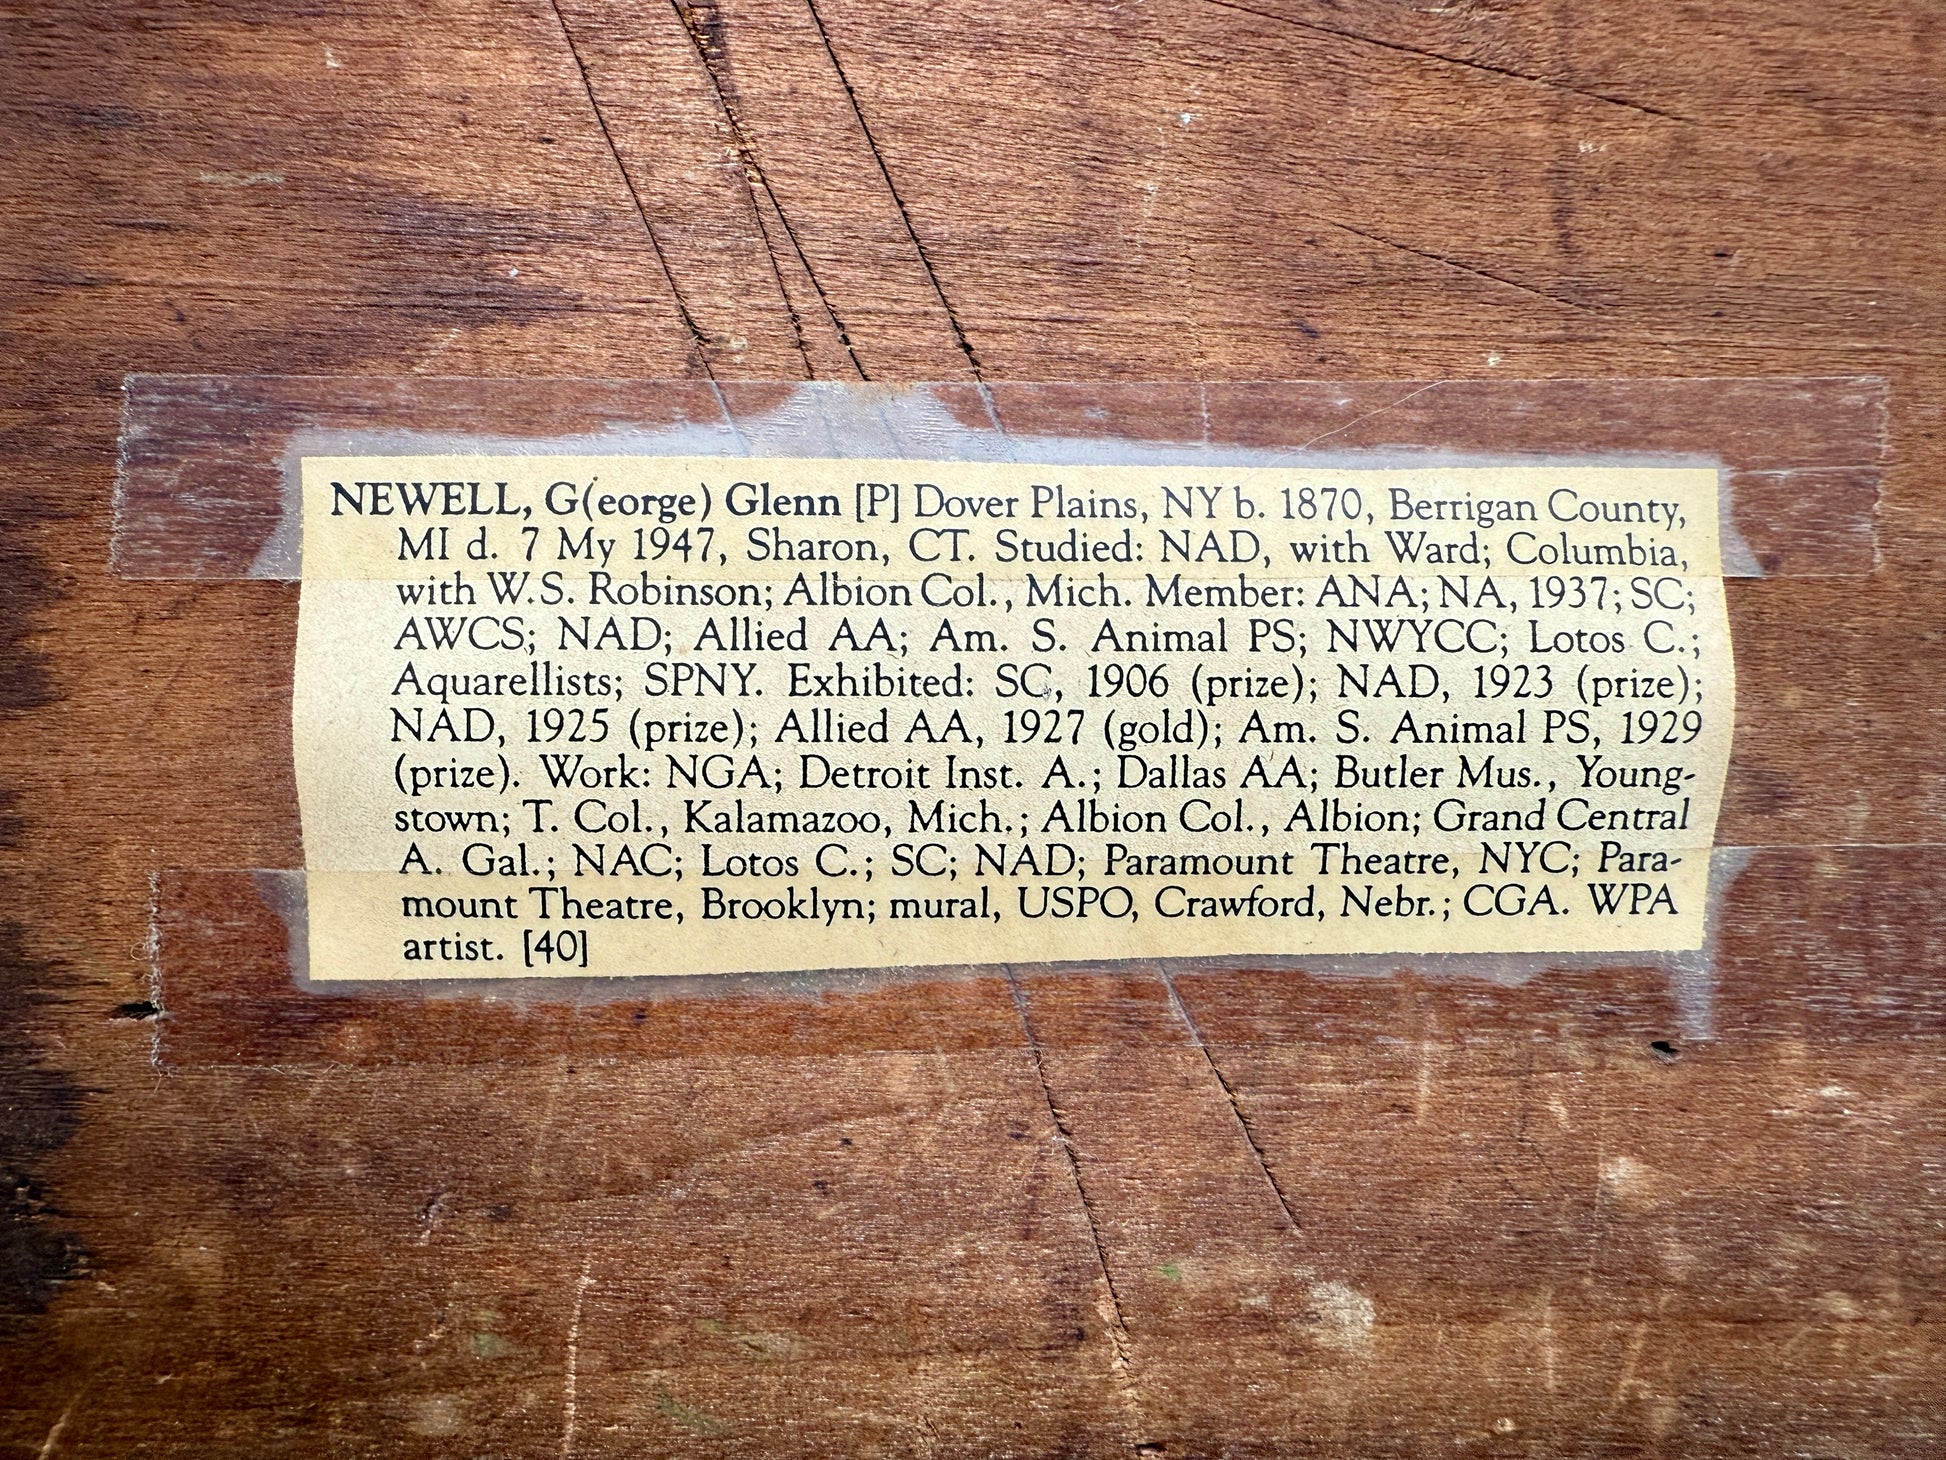 NEWELL, G(eorge) Glenn [P] Dover Plains, NY b. 1870, Berrigan County,
MI d. 7 My 1947, Sharon, CT. Studied: NAD, with Ward; Columbia,
with W.S. Robinson; Albion Col., Mich. Member: ANA; NA, 1937; SC;
AWCS; NAD; Allied AA; Am. S. Animal PS; NWYCC; Lotos C.;
Aquarellists; SPNY. Exhibited: SC, 1906 (prize); NAD, 1923 (prize);
NAD, 1925 (prize); Allied AA, 1927 (gold); Am. S. Animal PS, 1929
(prize). Work: NGA; Detroit Inst. A.; Dallas AA; Butler Mus., Young-
stown; T. Col., Kalamazoo, Mich.; Albion Col., Albion; Grand Central
A. Gal.; NAC; Lotos C.; SC; NAD; Paramount Theatre, NYC; Para-
mount Theatre, Brooklyn; mural, USPO, Crawford, Nebr.; CGA. WPA
artist. [40]